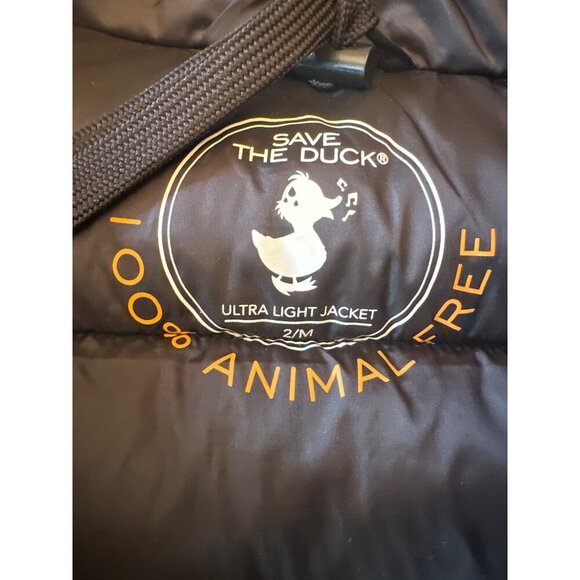 SAVE
THE DUCK®
ULTRA LIGHT JACKET
2/M
100% ANIMAL FREE